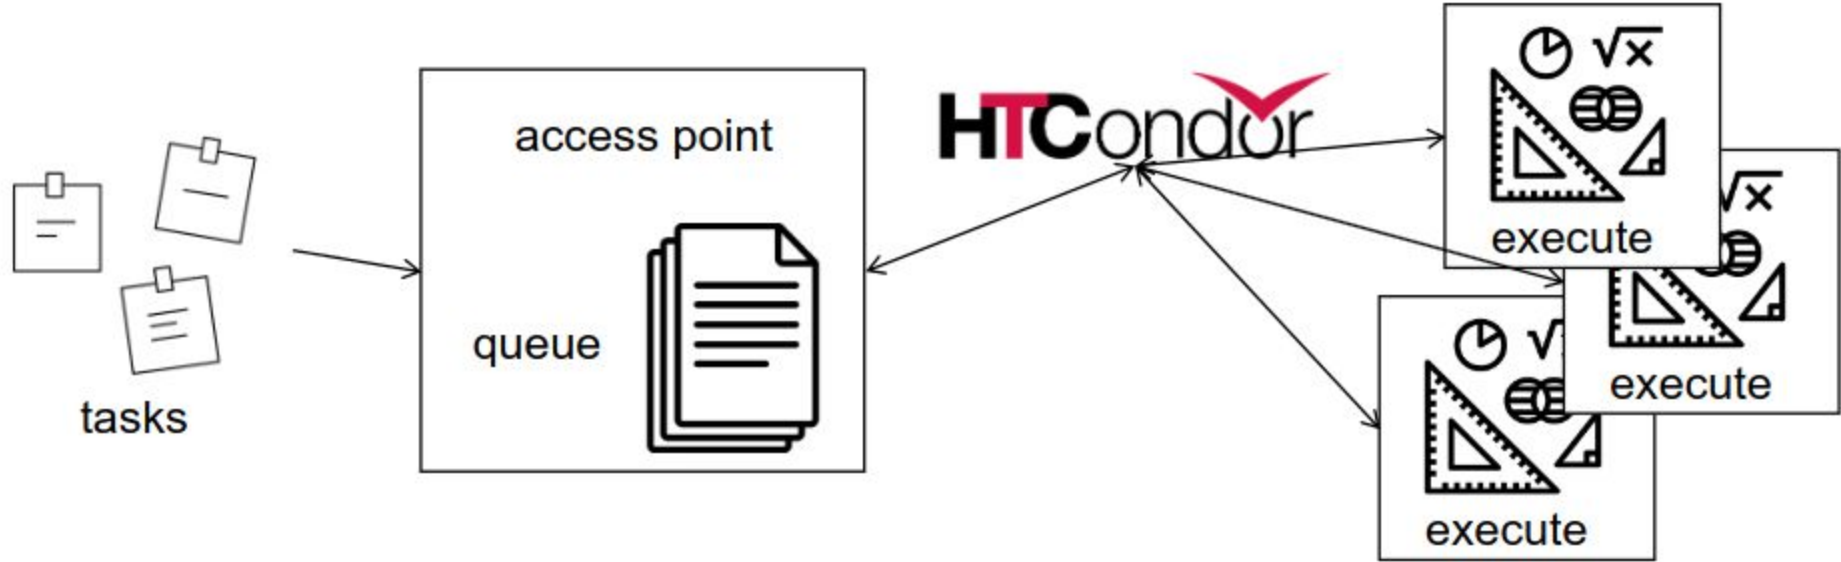 tasks
access point
queue
HTCondor
√x
execute
√x
execute
√
execute